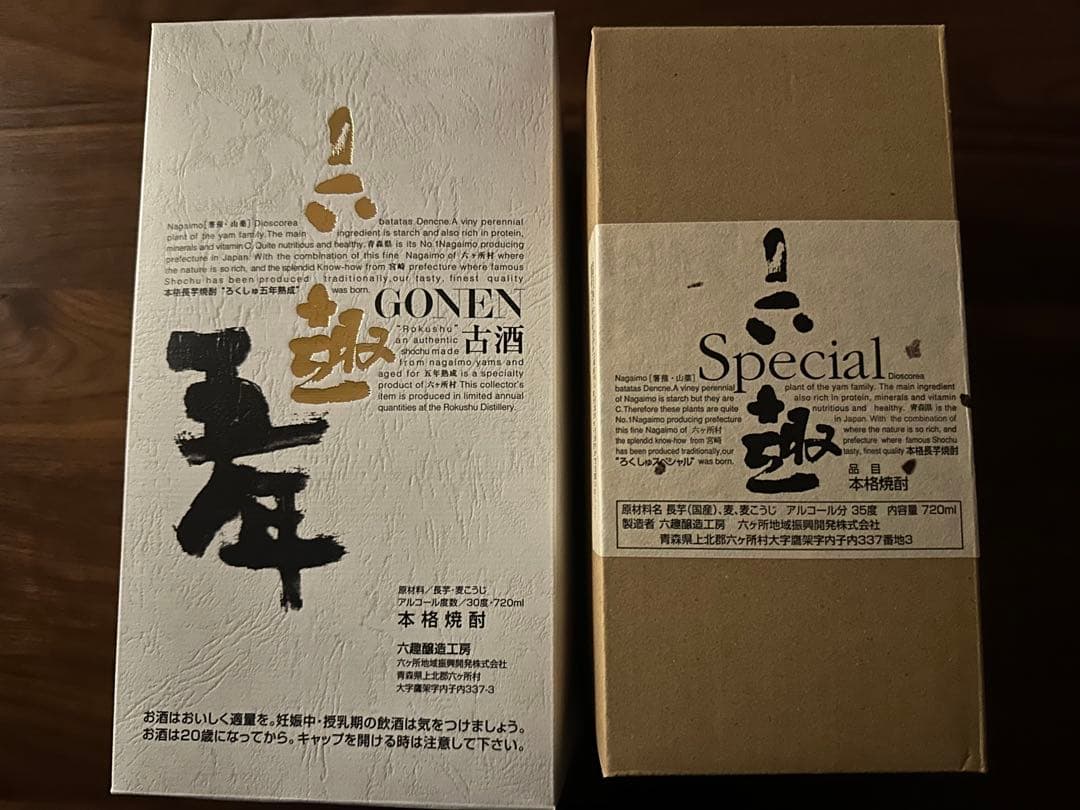 六趣
五年
Nagaimo[薯蕷・山薬] Dioscorea batatas Dencne.A viny perennial
plant of the yam family.The main ingredient is starch and also rich in protein,
minerals and vitamin C. Quite nutritious and healthy, 青森県 is its No.1Nagaimo producing
prefecture in Japan. With the combination of this fine Nagaimo of 六ヶ所村 where
the nature is so rich, and the splendid Know-how from 宮崎 prefecture where famous
Shochu has been produced traditionally,our tasty, finest quality
本格長芋焼酎 "ろくしゅ五年熟成" was born.
GONEN
古酒
"Rokushu"
an authentic
shochu made
from nagaimo yams and
aged for 五年熟成 is a specialty
product of 六ヶ所村 This collector's
item is produced in limited annual
quantities at the Rokushu Distillery.
原材料／長芋・麦こうじ
アルコール度数／30度・720ml
本格焼酎
六趣醸造工房
六ヶ所地域振興開発株式会社
青森県上北郡六ヶ所村
大字鷹架字内子内337-3
お酒はおいしく適量を。妊娠中・授乳期の飲酒は気をつけましょう。
お酒は20歳になってから。キャップを開ける時は注意して下さい。
六趣
Special
Nagaimo [薯蕷・山薬] Dioscorea
batatas Dencne.A viney perennial plant of the yam family. The main ingredient
of Nagaimo is starch but they are also rich in protein, minerals and vitamin
C.Therefore these plants are quite nutritious and healthy. 青森県 is the
No.1Nagaimo producing prefecture in Japan. With the combination of
this fine Nagaimo of 六ヶ所村 where the nature is so rich, and
the splendid know-how from 宮崎 prefecture where famous Shochu
has been produced traditionally,our tasty, finest quality 本格長芋焼酎
"ろくしゅスペシャル" was born.
品目
本格焼酎
原材料名 長芋(国産)、麦、麦こうじ アルコール分 35度 内容量 720ml
製造者 六趣醸造工房 六ヶ所地域振興開発株式会社
青森県上北郡六ヶ所村大字鷹架字内子内337番地3